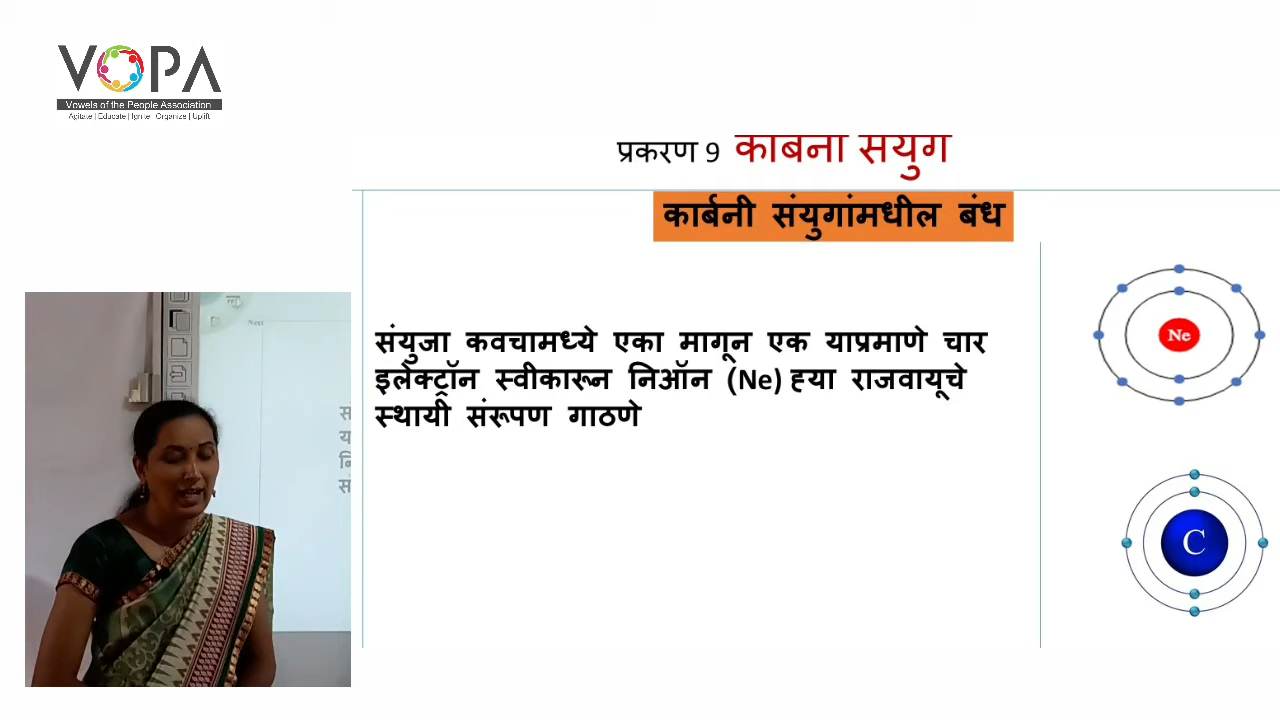 VOPA
Vowels of the People Association
Agitate | Educate | Ignite | Organize | Uplift
प्रकरण 9 कार्बनी संयुगे
कार्बनी संयुगांमधील बंध
संयुजा कवचामध्ये एका मागून एक याप्रमाणे चार
इलेक्ट्रॉन स्वीकारून निऑन (Ne) ह्या राजवायूचे
स्थायी संरूपण गाठणे
Ne
C